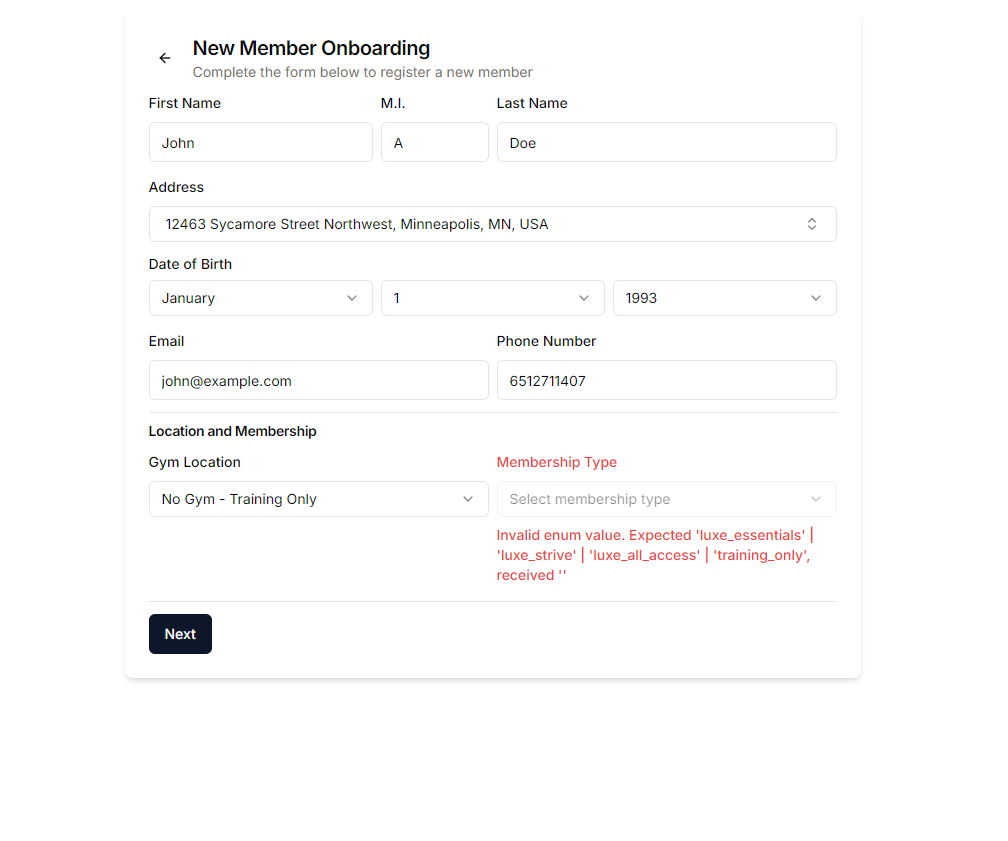 New Member Onboarding
Complete the form below to register a new member
First Name M.I. Last Name
John A Doe
Address
12463 Sycamore Street Northwest, Minneapolis, MN, USA
Date of Birth
January 1 1993
Email Phone Number
john@example.com 6512711407
Location and Membership
Gym Location Membership Type
No Gym - Training Only Select membership type
Invalid enum value. Expected 'luxe_essentials' |
'luxe_strive' | 'luxe_all_access' | 'training_only',
received ''
Next